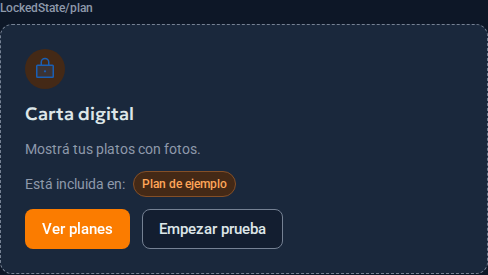 LockedState/plan
Carta digital
Mostrá tus platos con fotos.
Está incluida en: Plan de ejemplo
Ver planes Empezar prueba